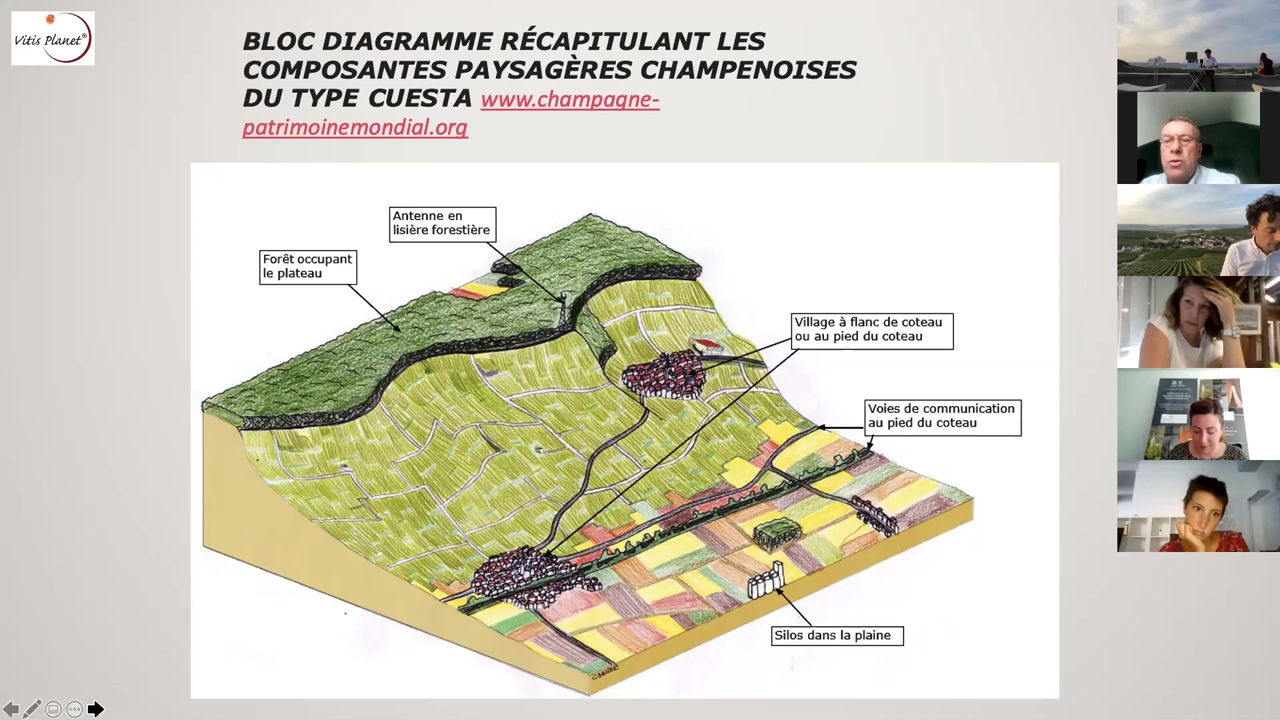 Vitis Planet®
BLOC DIAGRAMME RÉCAPITULANT LES
COMPOSANTES PAYSAGÈRES CHAMPENOISES
DU TYPE CUESTA www.champagne-
patrimoinemondial.org
Antenne en
lisière forestière
Forêt occupant
le plateau
Village à flanc de coteau
ou au pied du coteau
Voies de communication
au pied du coteau
Silos dans la plaine